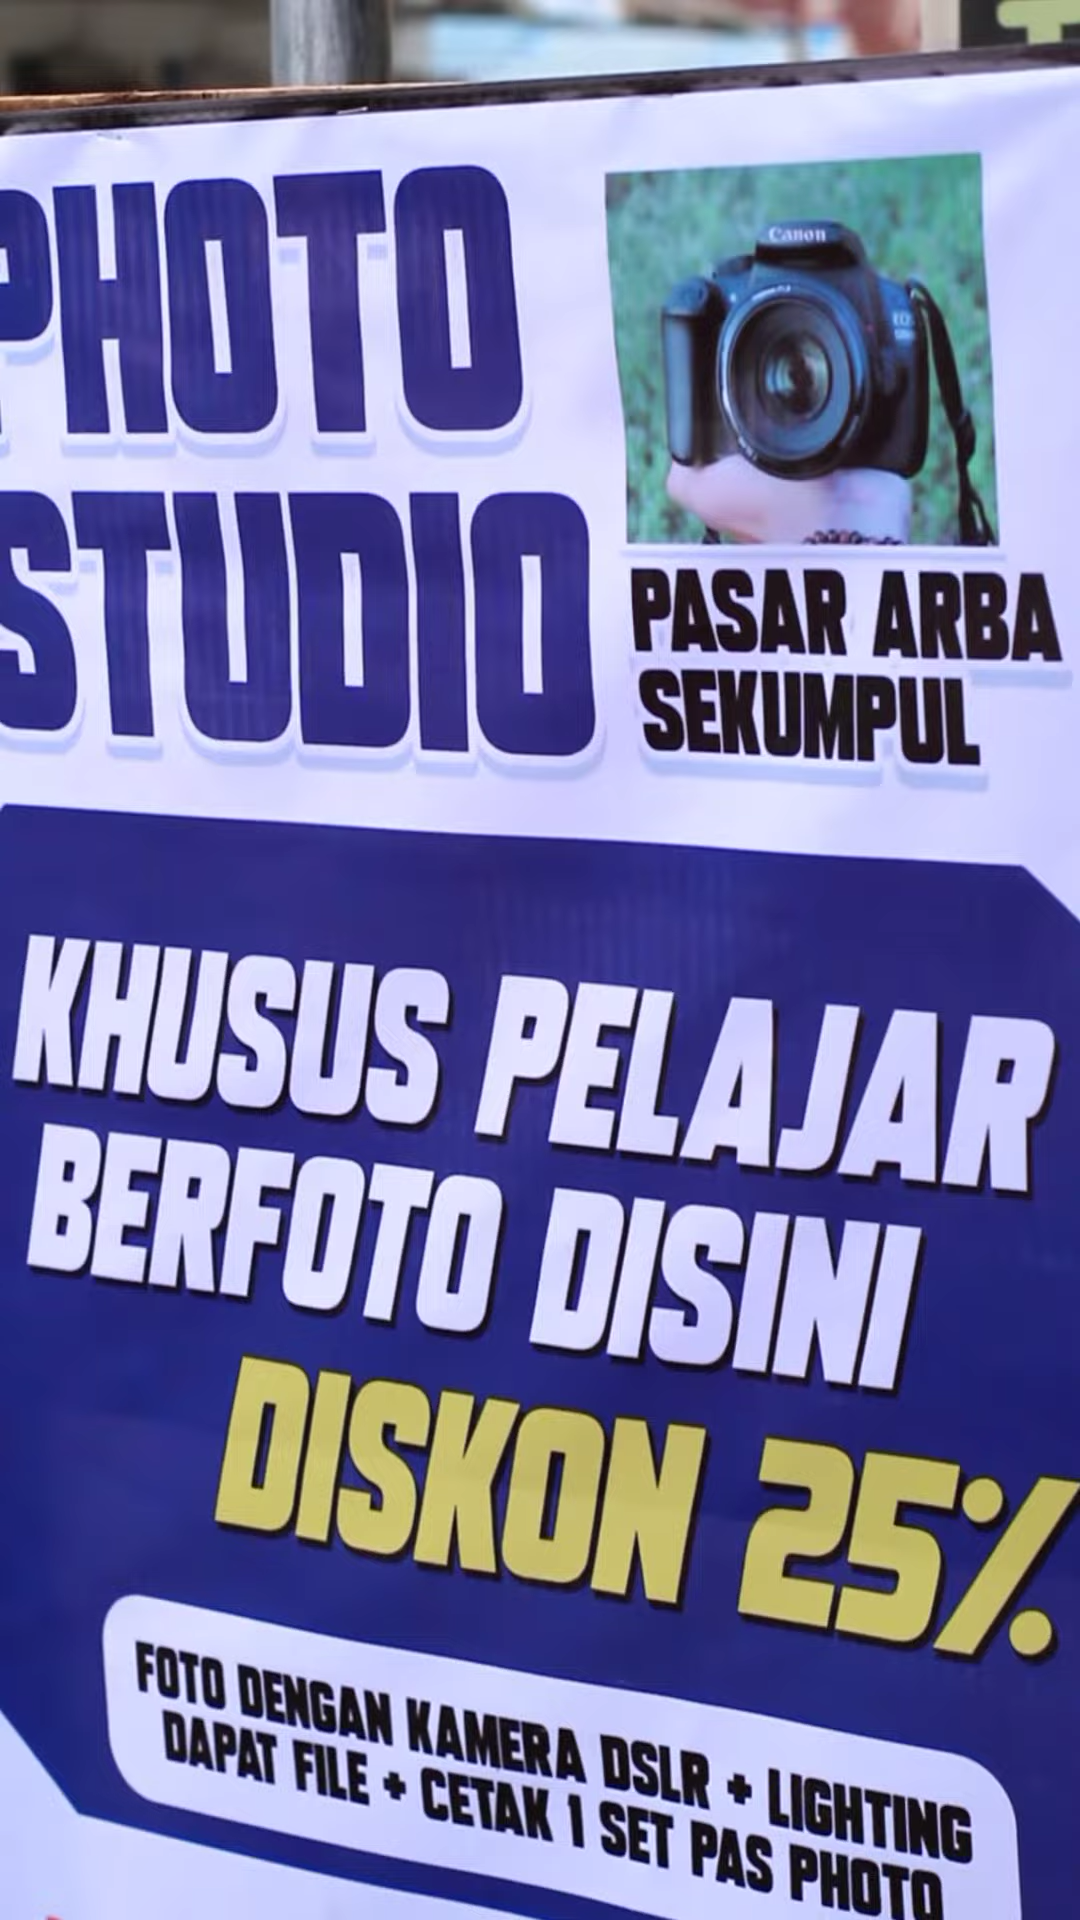 PHOTO
STUDIO
Canon
EOS
PASAR ARBA
SEKUMPUL
KHUSUS PELAJAR
BERFOTO DISINI
DISKON 25%
FOTO DENGAN KAMERA DSLR + LIGHTING
DAPAT FILE + CETAK 1 SET PAS PHOTO